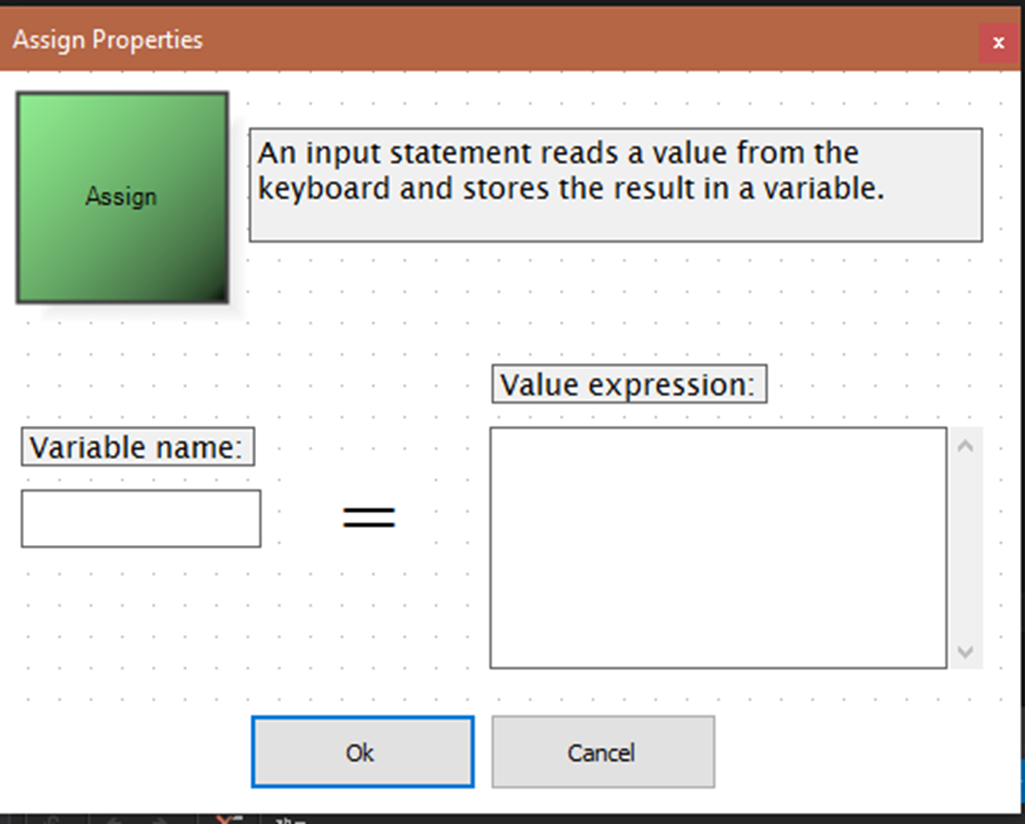 Assign Properties
x
Assign
An input statement reads a value from the
keyboard and stores the result in a variable.
Value expression:
Variable name:
=
Ok
Cancel